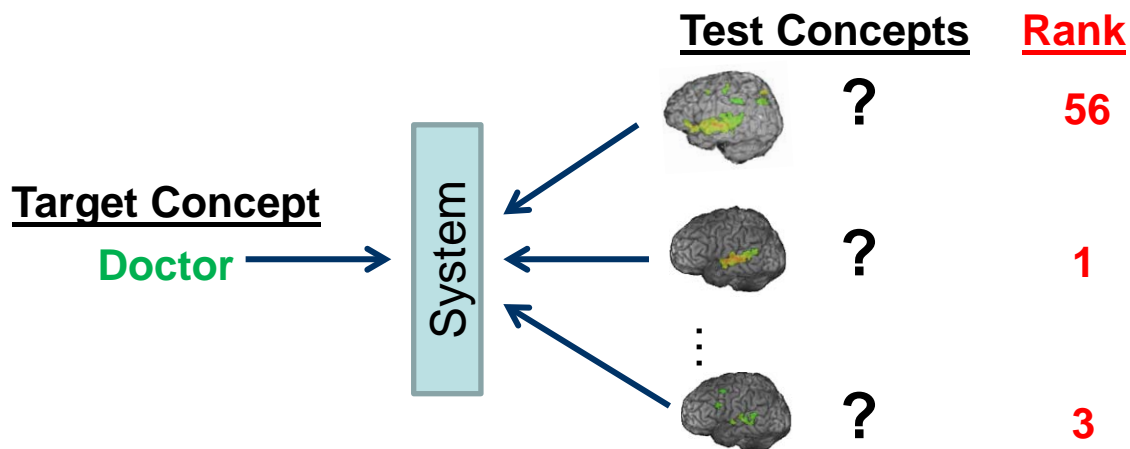 Test Concepts Rank
? 56
Target Concept
Doctor
System
? 1
⋮
? 3